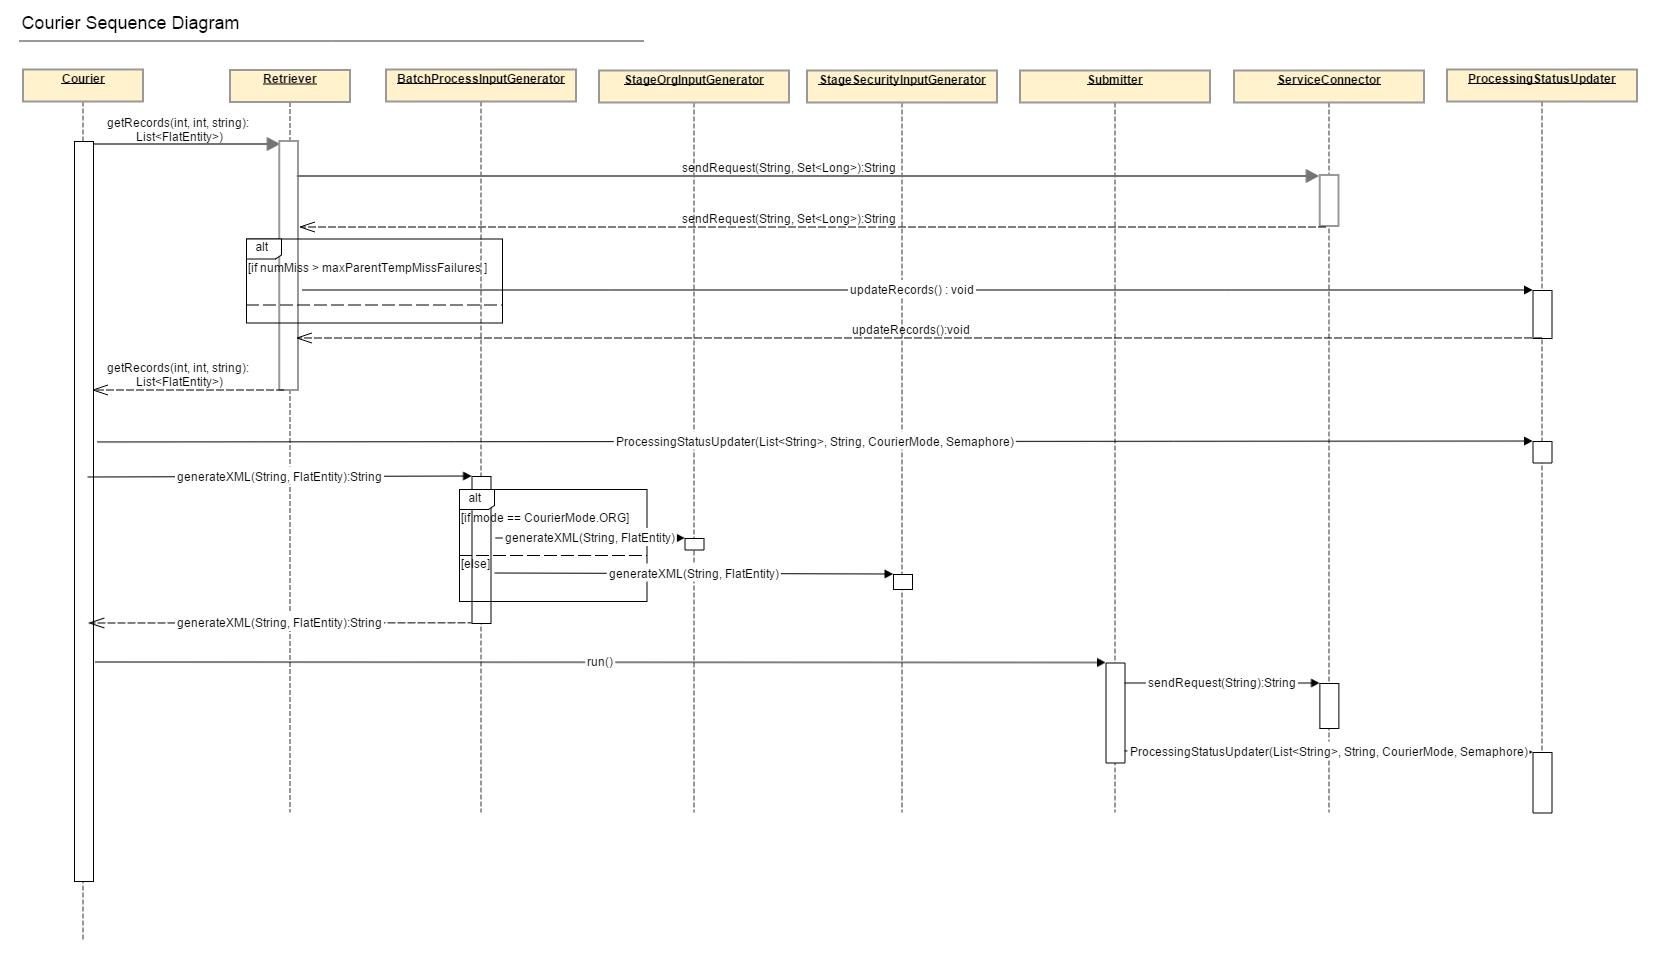 Courier Sequence Diagram
Courier
Retriever
BatchProcessInputGenerator
StageOrgInputGenerator
StageSecurityInputGenerator
Submitter
ServiceConnector
ProcessingStatusUpdater
getRecords(int, int, string):
List<FlatEntity>)
sendRequest(String, Set<Long>):String
sendRequest(String, Set<Long>):String
alt
[if numMiss > maxParentTempMissFailures ]
updateRecords() : void
updateRecords():void
getRecords(int, int, string):
List<FlatEntity>)
ProcessingStatusUpdater(List<String>, String, CourierMode, Semaphore)
generateXML(String, FlatEntity):String
alt
[if mode == CourierMode.ORG]
generateXML(String, FlatEntity)
[else]
generateXML(String, FlatEntity)
generateXML(String, FlatEntity):String
run()
sendRequest(String):String
ProcessingStatusUpdater(List<String>, String, CourierMode, Semaphore)